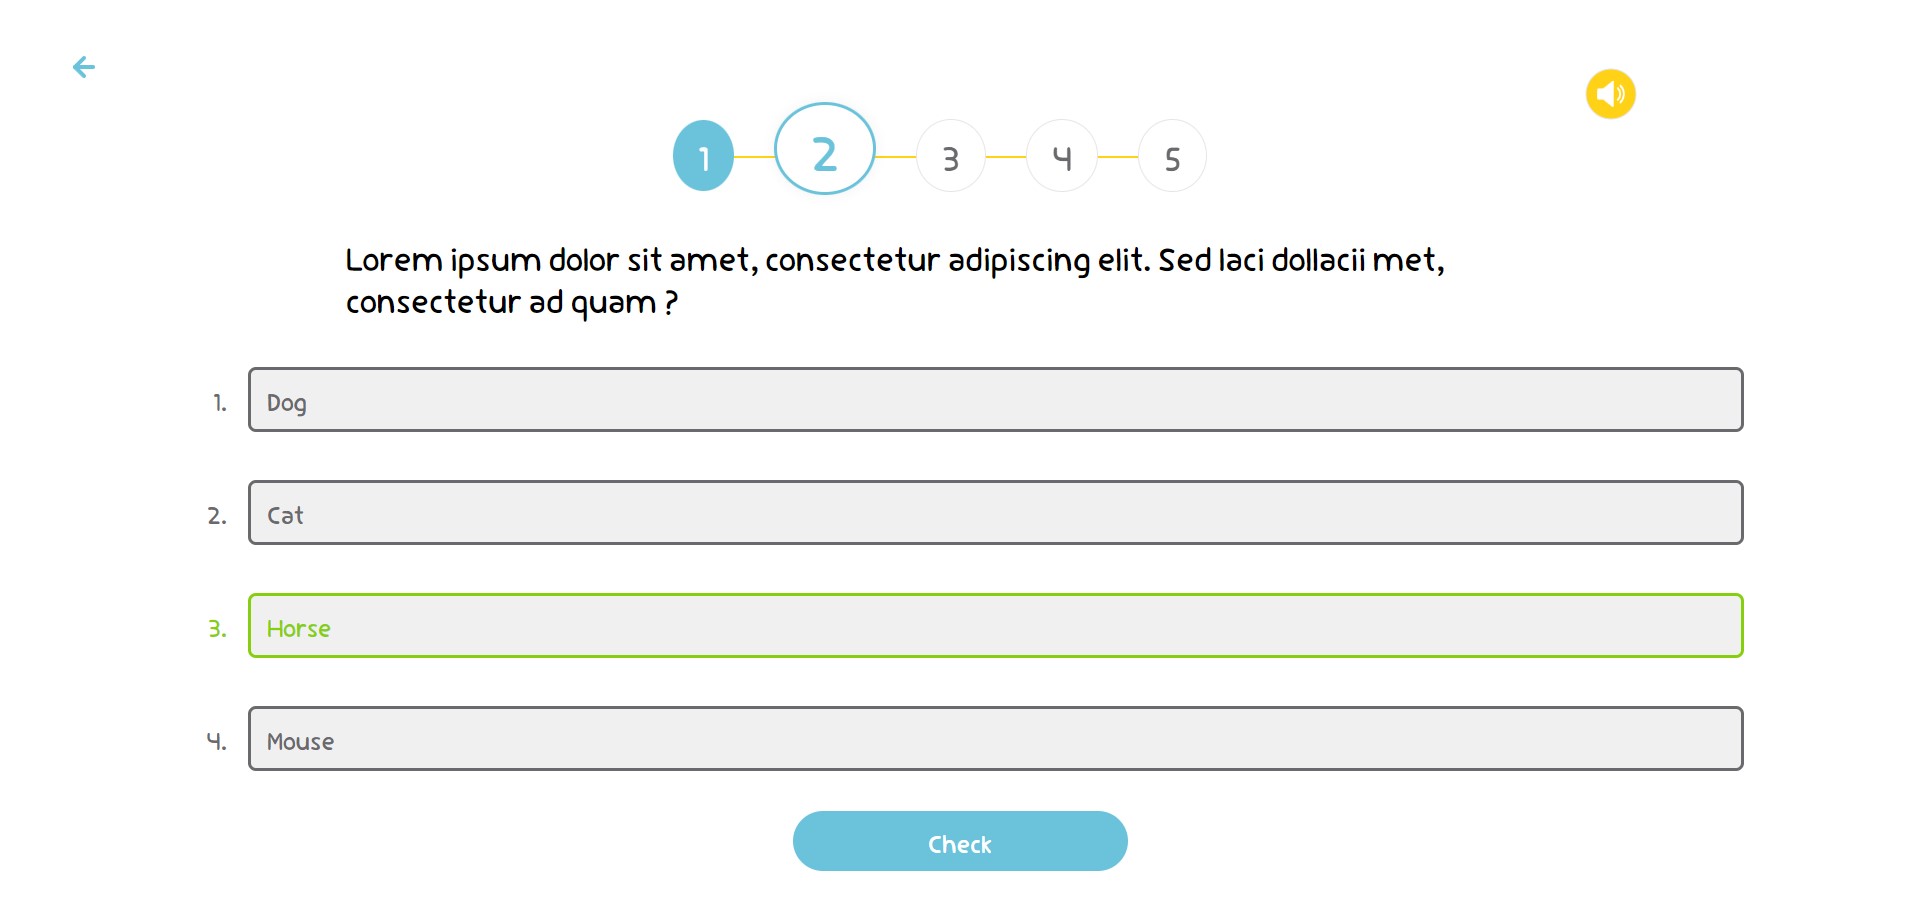 1 2 3 4 5
Lorem ipsum dolor sit amet, consectetur adipiscing elit. Sed laci dollacii met,
consectetur ad quam ?
1. Dog
2. Cat
3. Horse
4. Mouse
Check